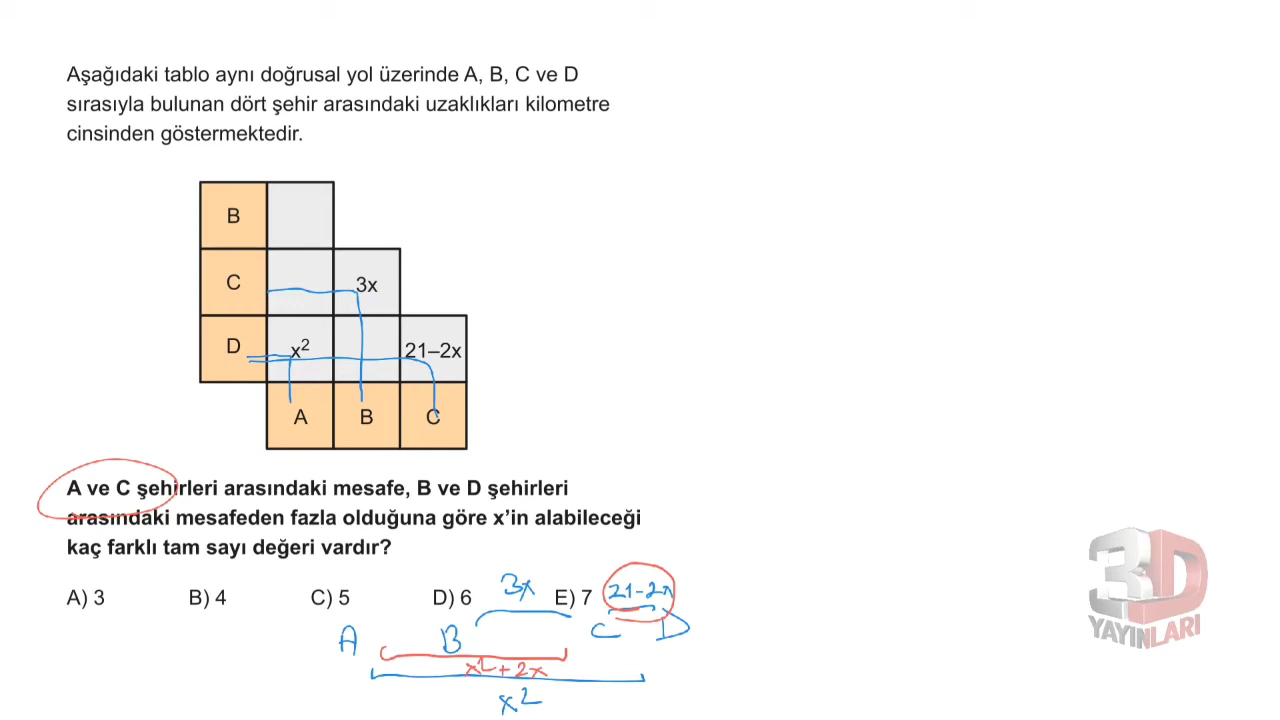 Aşağıdaki tablo aynı doğrusal yol üzerinde A, B, C ve D
sırasıyla bulunan dört şehir arasındaki uzaklıkları kilometre
cinsinden göstermektedir.
B
C 3x
D x² 21–2x
A B C
A ve C şehirleri arasındaki mesafe, B ve D şehirleri
arasındaki mesafeden fazla olduğuna göre x'in alabileceği
kaç farklı tam sayı değeri vardır?
A) 3 B) 4 C) 5 D) 6 E) 7
3x 21-2x
A B C D
x²+2x
x²
3D
YAYINLARI